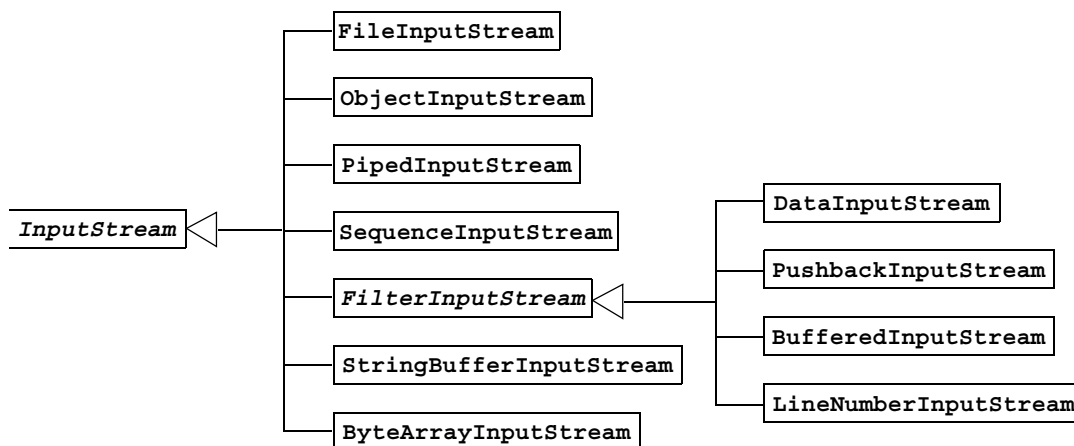 FileInputStream
ObjectInputStream
PipedInputStream
InputStream
SequenceInputStream
FilterInputStream
StringBufferInputStream
ByteArrayInputStream
DataInputStream
PushbackInputStream
BufferedInputStream
LineNumberInputStream